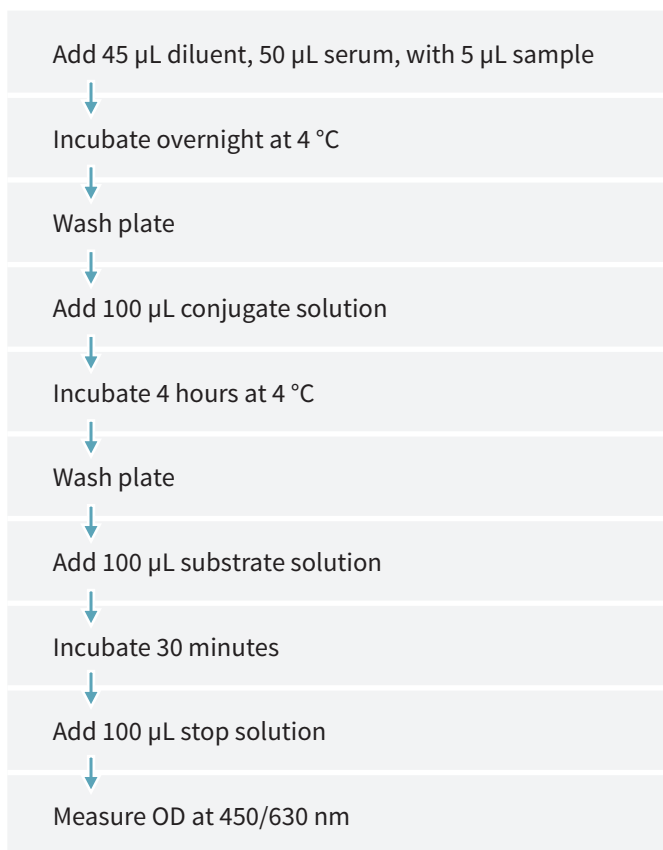 Add 45 µL diluent, 50 µL serum, with 5 µL sample
Incubate overnight at 4 °C
Wash plate
Add 100 µL conjugate solution
Incubate 4 hours at 4 °C
Wash plate
Add 100 µL substrate solution
Incubate 30 minutes
Add 100 µL stop solution
Measure OD at 450/630 nm